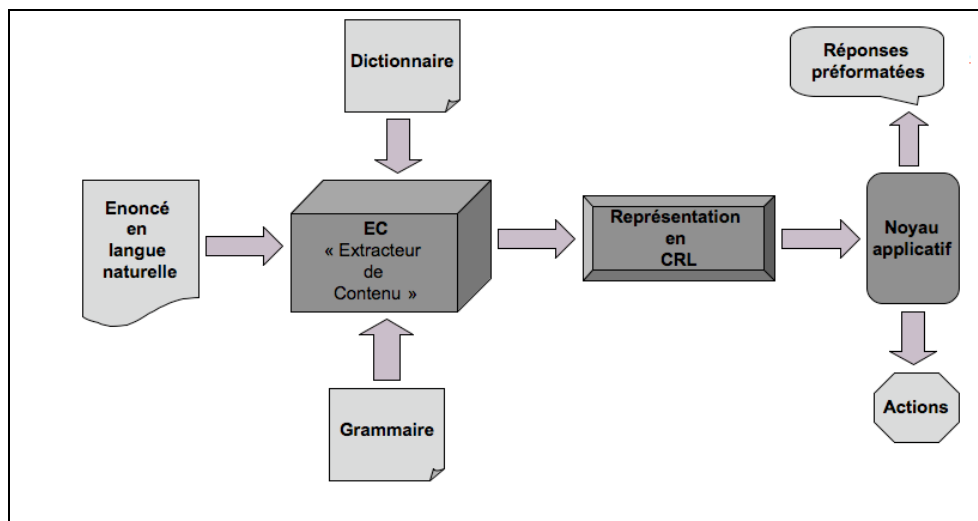 Dictionnaire
Réponses
préformatées
Enoncé
en
langue
naturelle
EC
« Extracteur
de
Contenu »
Représentation
en
CRL
Noyau
applicatif
Grammaire
Actions